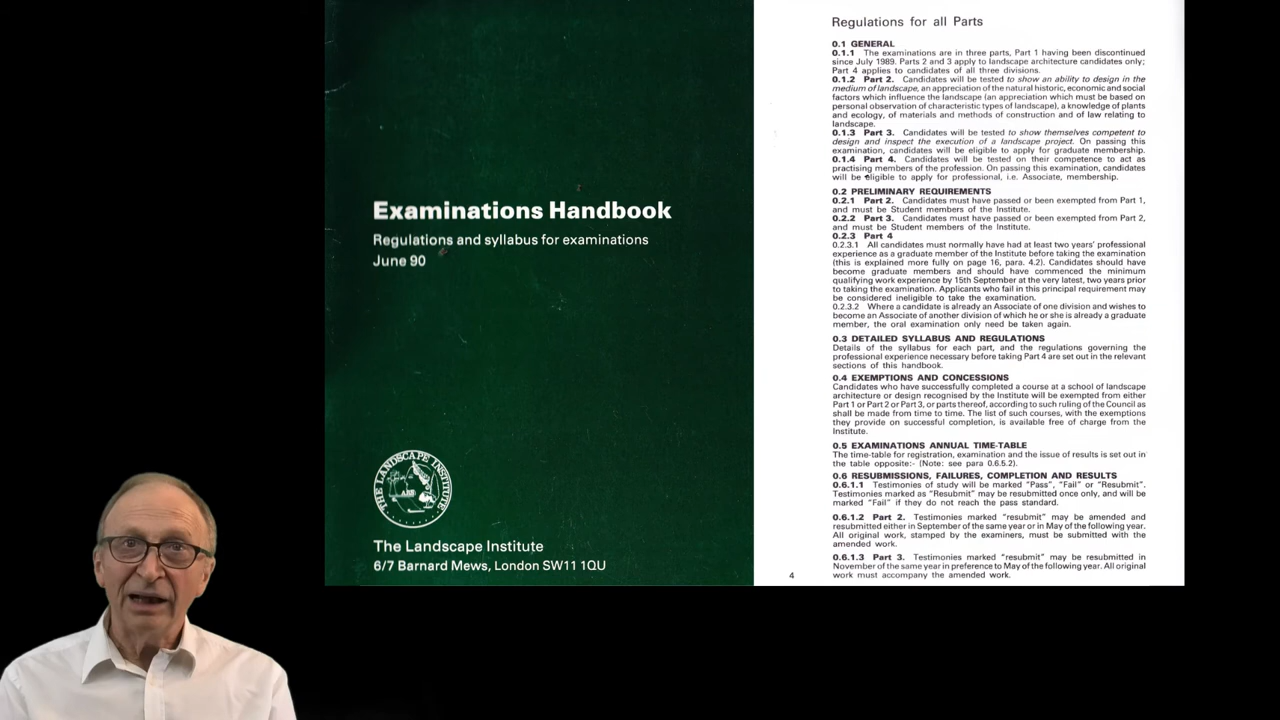 Examinations Handbook
Regulations and syllabus for examinations
June 90
THE LANDSCAPE INSTITUTE
The Landscape Institute
6/7 Barnard Mews, London SW11 1QU
Regulations for all Parts
0.1 GENERAL
0.1.1 The examinations are in three parts, Part 1 having been discontinued
since July 1989. Parts 2 and 3 apply to landscape architecture candidates only;
Part 4 applies to candidates of all three divisions.
0.1.2 Part 2. Candidates will be tested to show an ability to design in the
medium of landscape, an appreciation of the natural historic, economic and social
factors which influence the landscape (an appreciation which must be based on
personal observation of characteristic types of landscape), a knowledge of plants
and ecology, of materials and methods of construction and of law relating to
landscape.
0.1.3 Part 3. Candidates will be tested to show themselves competent to
design and inspect the execution of a landscape project. On passing this
examination, candidates will be eligible to apply for graduate membership.
0.1.4 Part 4. Candidates will be tested on their competence to act as
practising members of the profession. On passing this examination, candidates
will be eligible to apply for professional, i.e. Associate, membership.
0.2 PRELIMINARY REQUIREMENTS
0.2.1 Part 2. Candidates must have passed or been exempted from Part 1,
and must be Student members of the Institute.
0.2.2 Part 3. Candidates must have passed or been exempted from Part 2,
and must be Student members of the Institute.
0.2.3 Part 4
0.2.3.1 All candidates must normally have had at least two years' professional
experience as a graduate member of the Institute before taking the examination
(this is explained more fully on page 16, para. 4.2). Candidates should have
become graduate members and should have commenced the minimum
qualifying work experience by 15th September at the very latest, two years prior
to taking the examination. Applicants who fail in this principal requirement may
be considered ineligible to take the examination.
0.2.3.2 Where a candidate is already an Associate of one division and wishes to
become an Associate of another division of which he or she is already a graduate
member, the oral examination only need be taken again.
0.3 DETAILED SYLLABUS AND REGULATIONS
Details of the syllabus for each part, and the regulations governing the
professional experience necessary before taking Part 4 are set out in the relevant
sections of this handbook.
0.4 EXEMPTIONS AND CONCESSIONS
Candidates who have successfully completed a course at a school of landscape
architecture or design recognised by the Institute will be exempted from either
Part 1 or Part 2 or Part 3, or parts thereof, according to such ruling of the Council as
shall be made from time to time. The list of such courses, with the exemptions
they provide on successful completion, is available free of charge from the
Institute.
0.5 EXAMINATIONS ANNUAL TIME-TABLE
The time-table for registration, examination and the issue of results is set out in
the table opposite:- (Note: see para 0.6.5.2).
0.6 RESUBMISSIONS, FAILURES, COMPLETION AND RESULTS
0.6.1.1 Testimonies of study will be marked "Pass", "Fail" or "Resubmit".
Testimonies marked as "Resubmit" may be resubmitted once only, and will be
marked "Fail" if they do not reach the pass standard.
0.6.1.2 Part 2. Testimonies marked "resubmit" may be amended and
resubmitted either in September of the same year or in May of the following year.
All original work, stamped by the examiners, must be submitted with the
amended work.
0.6.1.3 Part 3. Testimonies marked "resubmit" may be resubmitted in
November of the same year in preference to May of the following year. All original
work must accompany the amended work.
4